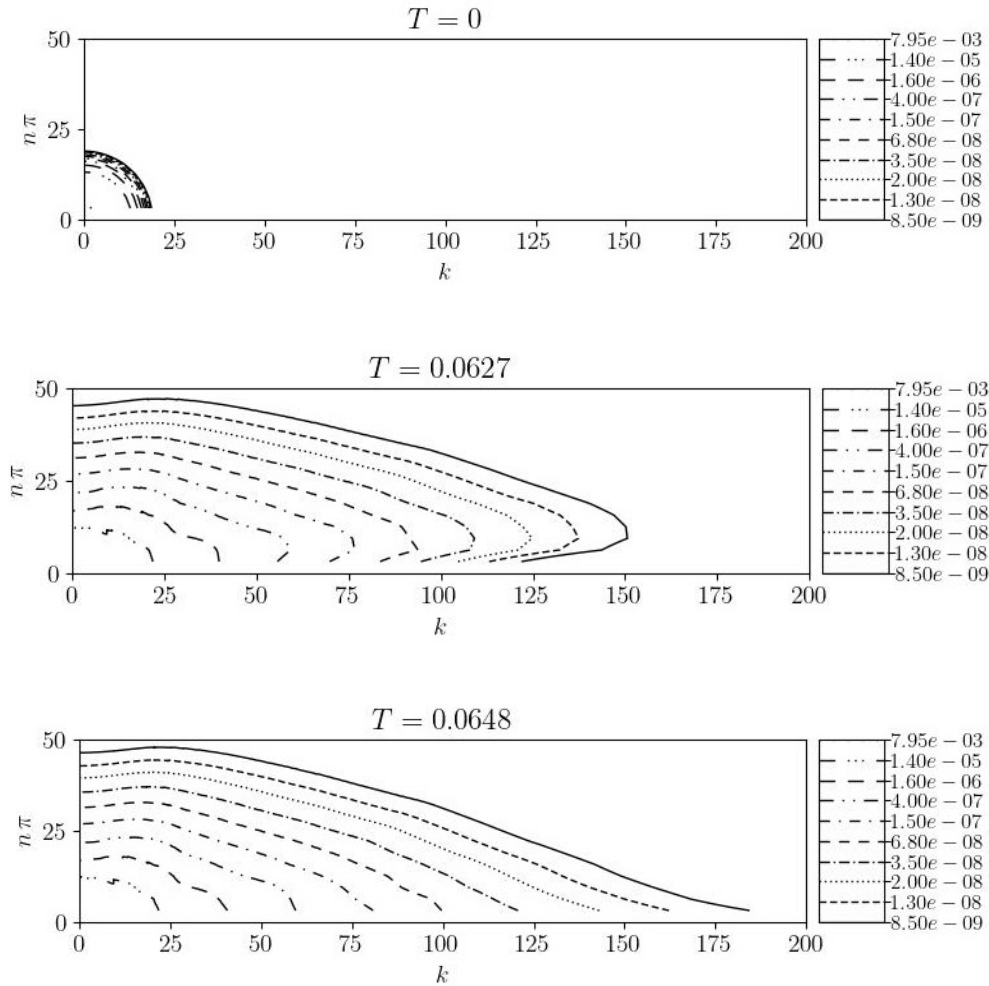 T = 0
50
25
0
nπ
0 25 50 75 100 125 150 175 200
k
7.95e − 03
1.40e − 05
1.60e − 06
4.00e − 07
1.50e − 07
6.80e − 08
3.50e − 08
2.00e − 08
1.30e − 08
8.50e − 09
T = 0.0627
50
25
0
nπ
0 25 50 75 100 125 150 175 200
k
7.95e − 03
1.40e − 05
1.60e − 06
4.00e − 07
1.50e − 07
6.80e − 08
3.50e − 08
2.00e − 08
1.30e − 08
8.50e − 09
T = 0.0648
50
25
0
nπ
0 25 50 75 100 125 150 175 200
k
7.95e − 03
1.40e − 05
1.60e − 06
4.00e − 07
1.50e − 07
6.80e − 08
3.50e − 08
2.00e − 08
1.30e − 08
8.50e − 09